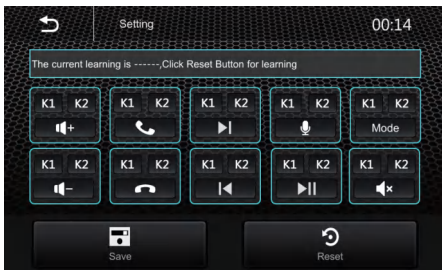 Setting 00:14
The current learning is ------,Click Reset Button for learning
K1 K2 K1 K2 K1 K2 K1 K2 K1 K2
Mode
K1 K2 K1 K2 K1 K2 K1 K2 K1 K2
Save Reset